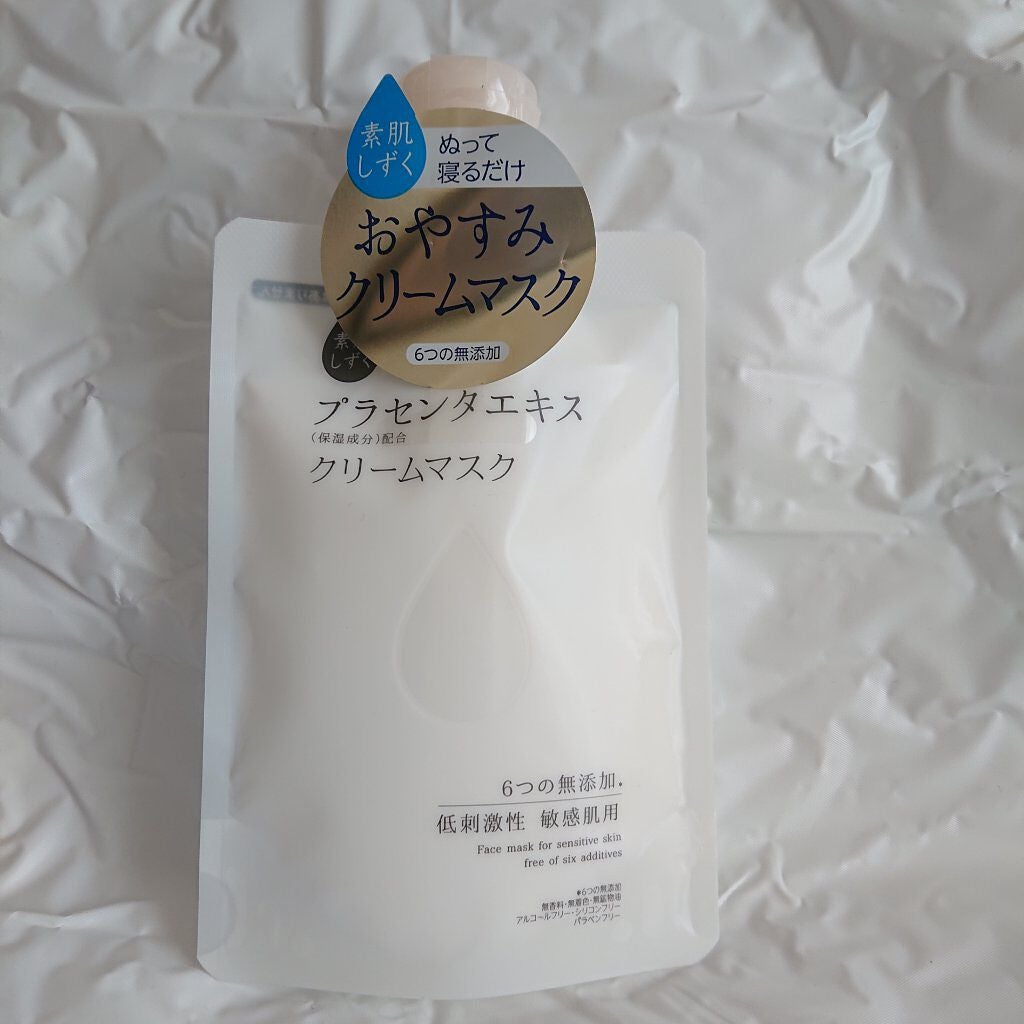 素肌
しずく
ぬって
寝るだけ
おやすみ
クリームマスク
6つの無添加
素
しずく
プラセンタエキス
(保湿成分)配合
クリームマスク
6つの無添加*
低刺激性 敏感肌用
Face mask for sensitive skin
free of six additives
*6つの無添加
無香料・無着色・無鉱物油
アルコールフリー・シリコンフリー
パラベンフリー